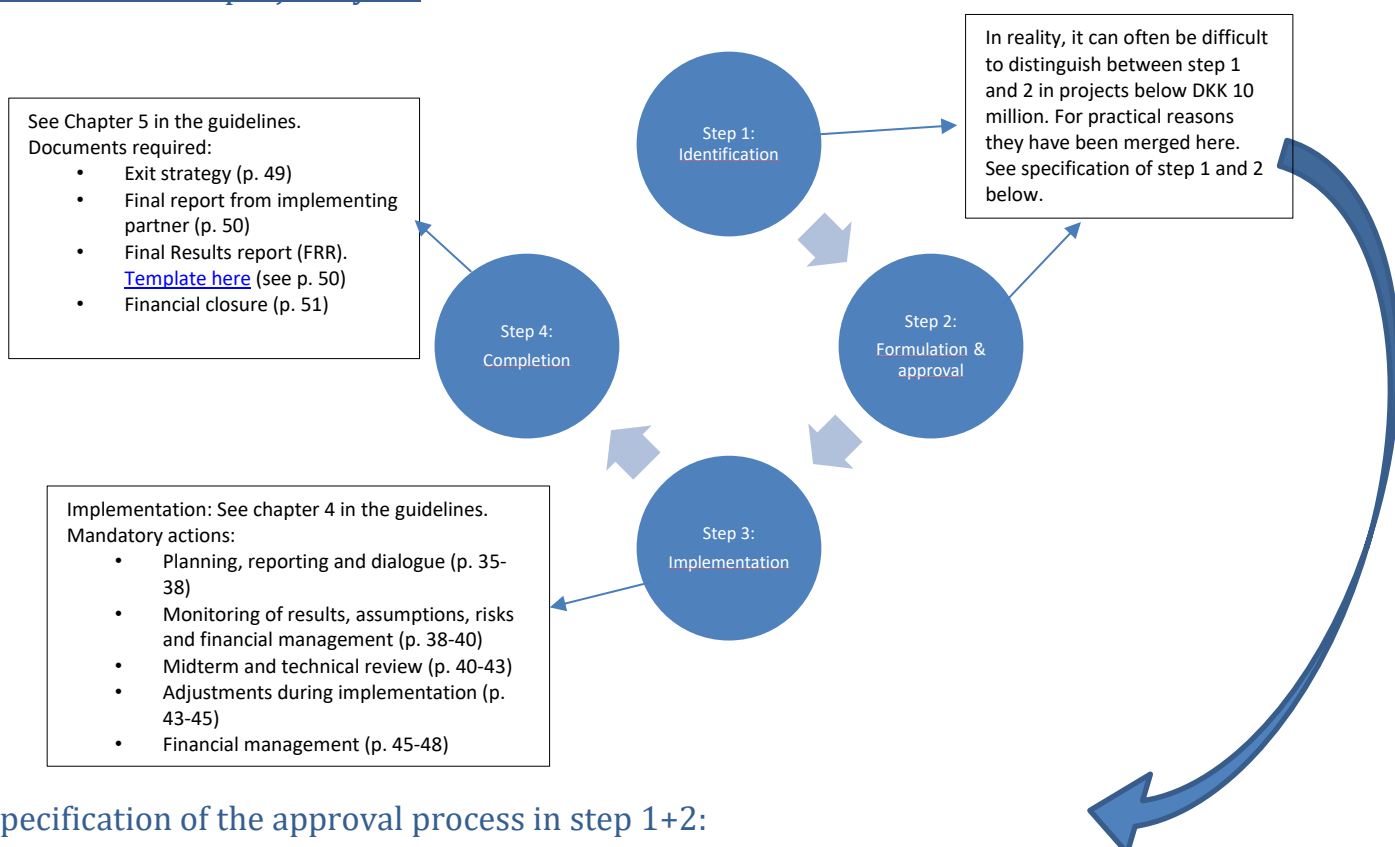 Step 1:
Identification
In reality, it can often be difficult
to distinguish between step 1
and 2 in projects below DKK 10
million. For practical reasons
they have been merged here.
See specification of step 1 and 2
below.
See Chapter 5 in the guidelines.
Documents required:
• Exit strategy (p. 49)
• Final report from implementing
partner (p. 50)
• Final Results report (FRR).
Template here (see p. 50)
• Financial closure (p. 51)
Step 4:
Completion
Step 2:
Formulation &
approval
Implementation: See chapter 4 in the guidelines.
Mandatory actions:
• Planning, reporting and dialogue (p. 35-
38)
• Monitoring of results, assumptions, risks
and financial management (p. 38-40)
• Midterm and technical review (p. 40-43)
• Adjustments during implementation (p.
43-45)
• Financial management (p. 45-48)
Step 3:
Implementation
pecification of the approval process in step 1+2: